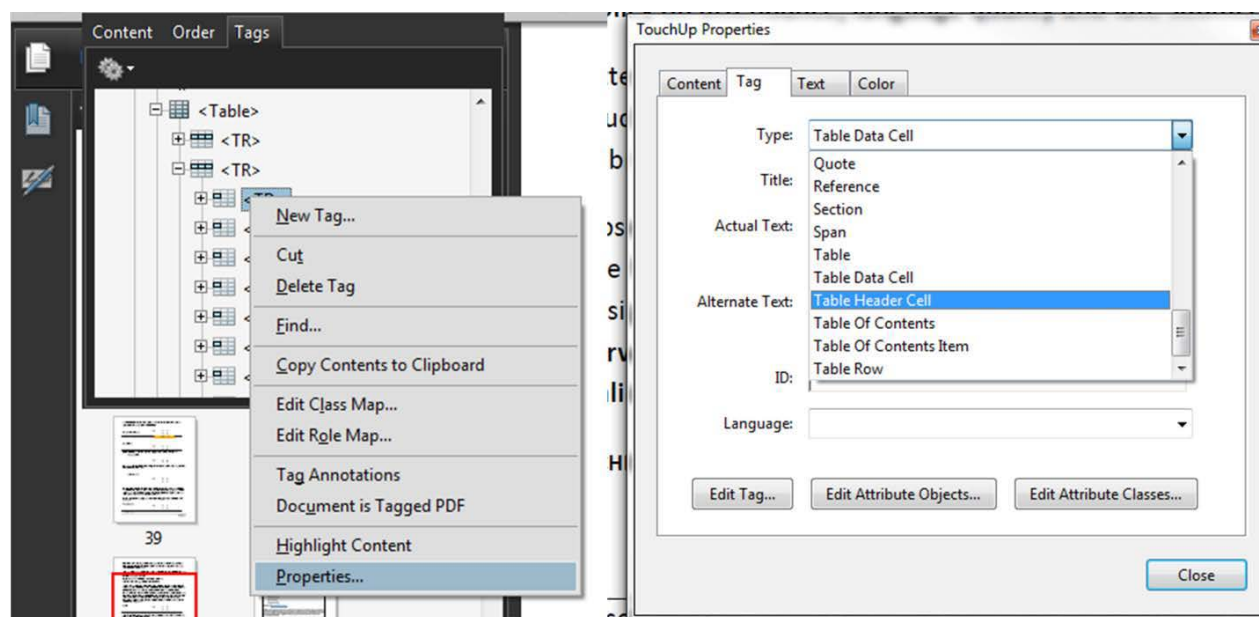 Content Order Tags
<Table>
<TR>
<TR>
New Tag...
Cut
Delete Tag
Find...
Copy Contents to Clipboard
Edit Class Map...
Edit Role Map...
Tag Annotations
Document is Tagged PDF
Highlight Content
Properties...
39
TouchUp Properties
Content Tag Text Color
Type: Table Data Cell
Quote
Title: Reference
Section
Actual Text: Span
Table
Table Data Cell
Alternate Text: Table Header Cell
Table Of Contents
Table Of Contents Item
ID: Table Row
Language:
Edit Tag... Edit Attribute Objects... Edit Attribute Classes...
Close